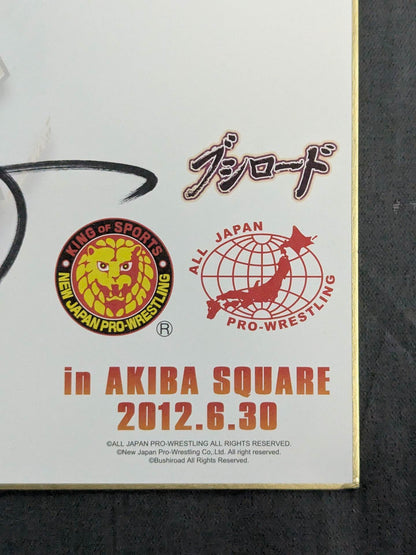 ブシロード
KING OF SPORTS
NEW JAPAN PRO-WRESTLING
®
ALL JAPAN
PRO-WRESTLING
in AKIBA SQUARE
2012.6.30
©ALL JAPAN PRO-WRESTLING ALL RIGHTS RESERVED.
©New Japan Pro-Wrestling Co,.Ltd. All right reserved.
©Bushiroad All Rights Reserved.